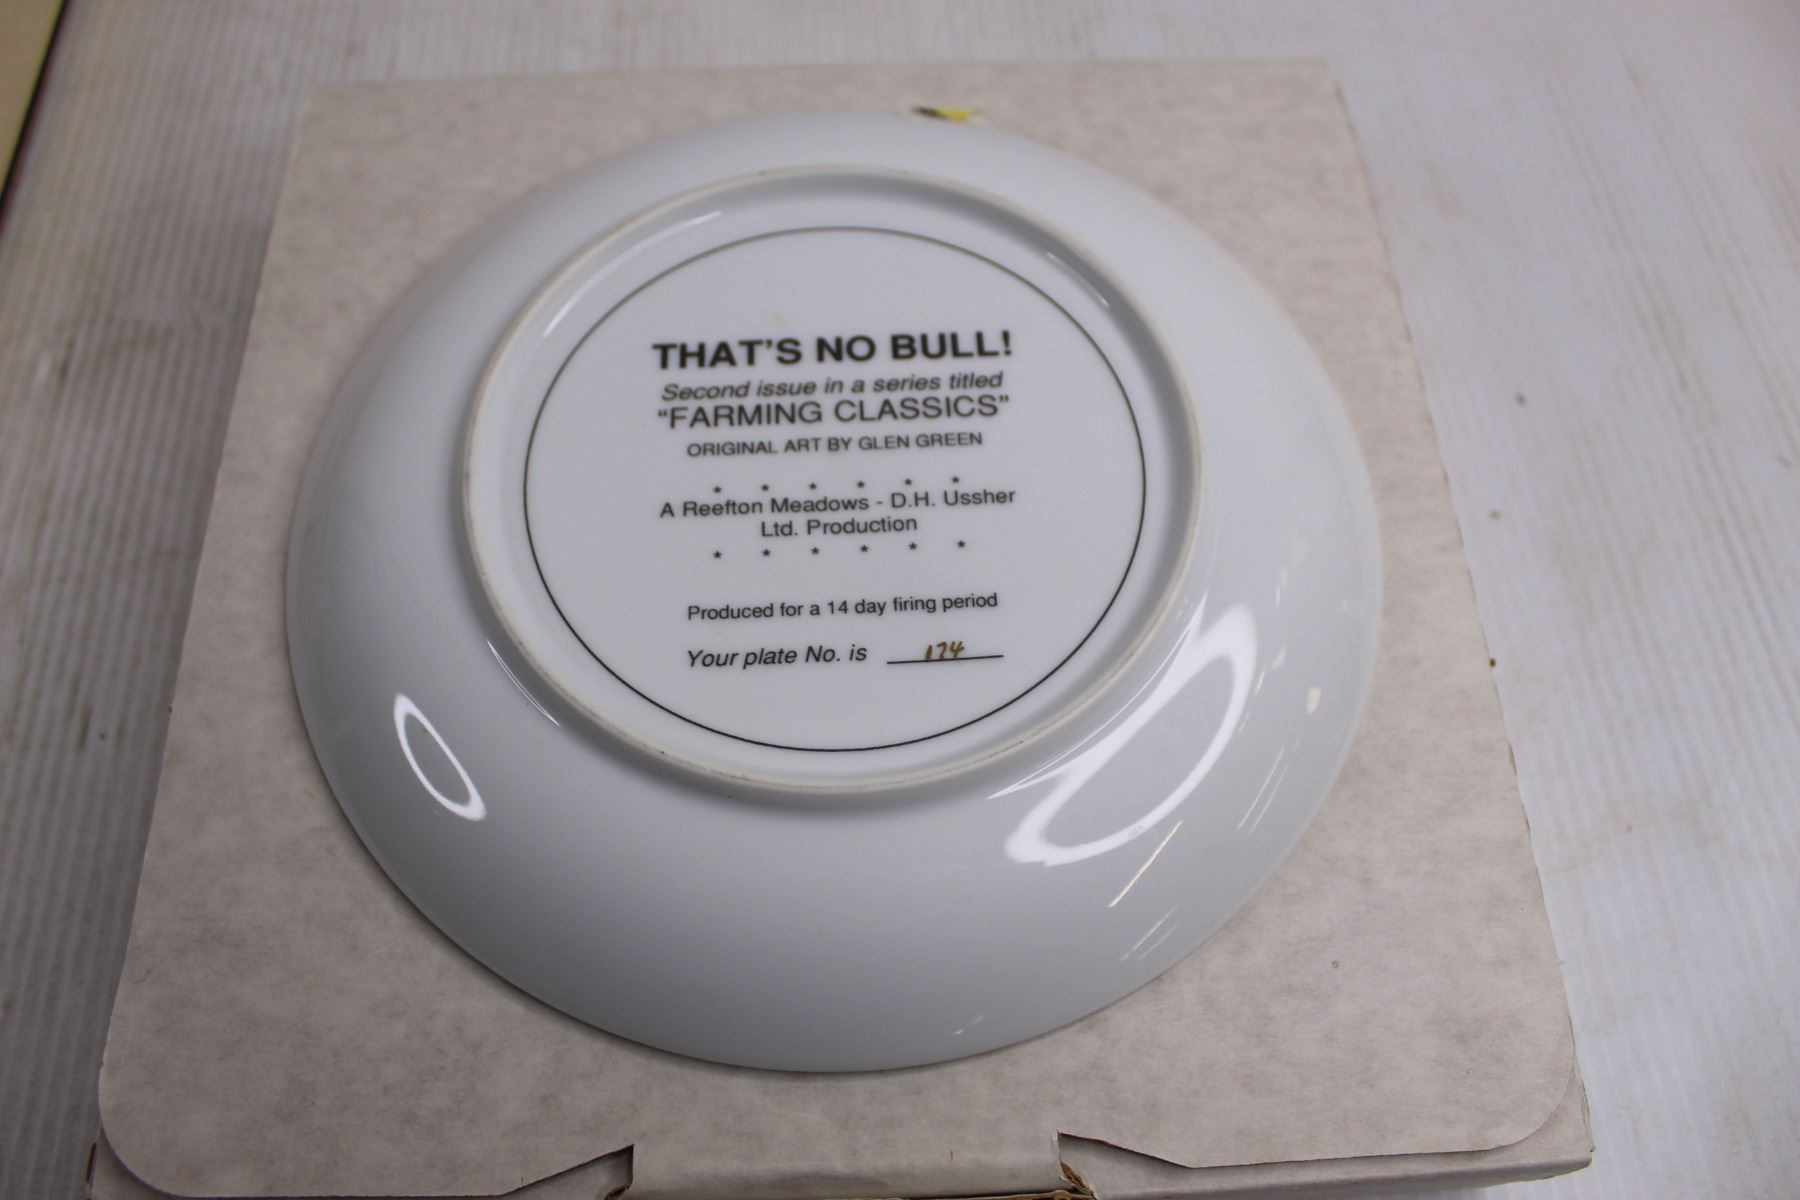 THAT'S NO BULL!
Second issue in a series titled
“FARMING CLASSICS”
ORIGINAL ART BY GLEN GREEN
* * * * * *
A Reefton Meadows - D.H. Ussher
Ltd. Production
* * * * * *
Produced for a 14 day firing period
Your plate No. is 174